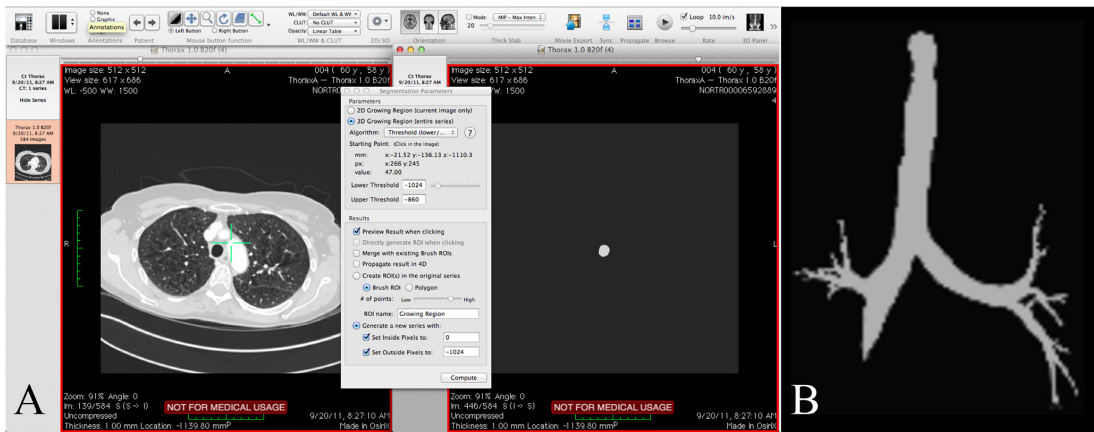 None
Graphic
Annotations
Full
Database
Windows
Annotations
Patient
Left Button
Right Button
Mouse button function
WL/WW: Default WL & WW
CLUT: No CLUT
Opacity: Linear Table
WL/WW & CLUT
2D/3D
Orientation
Mode: MIP - Max Inten
20
Thick Slab
Movie Export
Sync
Propagate
Browse
Loop 10.0 im/s
Rate
3D Panel
Thorax 1.0 B20f (4)
Thorax 1.0 B20f (4)
Ct Thorax
9/20/11, 8:27 AM
CT: 1 series
Hide Series
Thorax 1.0 B20f
9/20/11, 8:27 AM
584 Images
Image size: 512 x 512
View size: 617 x 686
WL: -500 WW: 1500
A
004 ( 60 y , 58 y )
ThoraxA — Thorax 1.0 B20f
R
Zoom: 91% Angle: 0
Im: 139/584 S (S -> I)
Uncompressed
Thickness: 1.00 mm Location: -1139.80 mm
P
NOT FOR MEDICAL USAGE
9/20/11, 8:27:10 AM
Made In OsiriX
A
Segmentation Parameters
Parameters
2D Growing Region (current image only)
3D Growing Region (entire series)
Algorithm: Threshold (lower/...
?
Starting Point: (Click in the image)
mm: x:-21.52 y:-136.13 z:-1110.3
px: x:266 y:245
value: 47.00
Lower Threshold -1024
Upper Threshold -860
Results
Preview Result when clicking
Directly generate ROI when clicking
Merge with existing Brush ROIs
Propagate result in 4D
Create ROI(s) in the original series
Brush ROI Polygon
# of points: Low High
ROI name: Growing Region
Generate a new series with:
Set Inside Pixels to: 0
Set Outside Pixels to: -1024
Compute
Ct Thorax
9/20/11, 8:27 AM
Image size: 512 x 512
View size: 617 x 686
WL: -500 WW: 1500
A
004 ( 60 y , 58 y )
ThoraxA — Thorax 1.0 B20f
NORTR00006592889
4
L
Zoom: 91% Angle: 0
Im: 446/584 S (I -> S)
Uncompressed
Thickness: 1.00 mm Location: -1139.80 mm
P
NOT FOR MEDICAL USAGE
9/20/11, 8:27:10 AM
Made In OsiriX
B